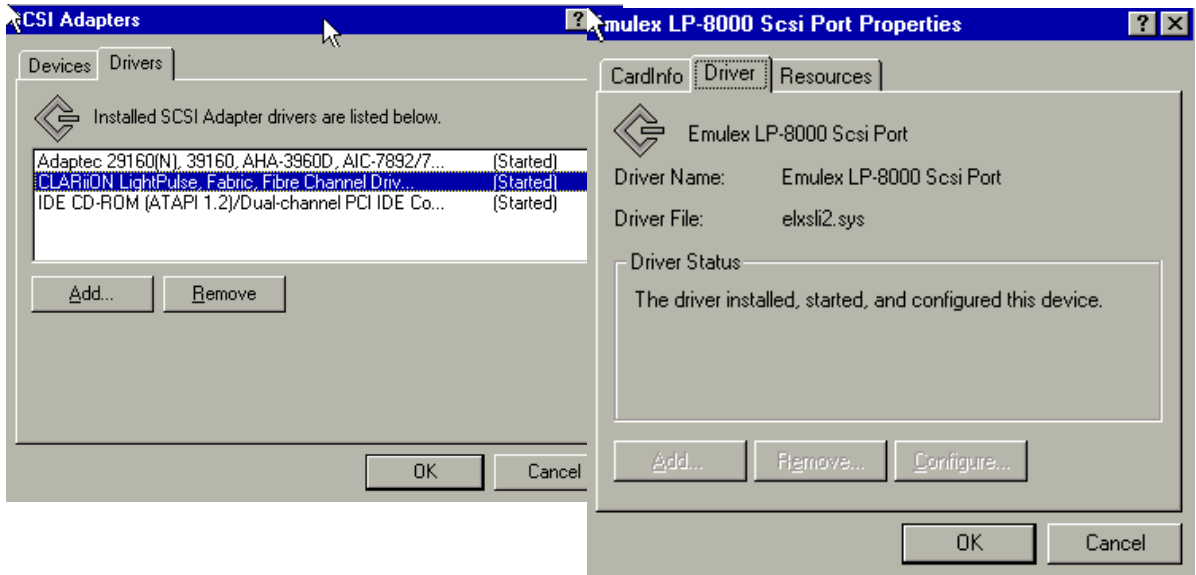 CSI Adapters
Devices Drivers
Installed SCSI Adapter drivers are listed below.
Adaptec 29160(N), 39160, AHA-3960D, AIC-7892/7... (Started)
CLARiiON LightPulse, Fabric, Fibre Channel Driv... (Started)
IDE CD-ROM (ATAPI 1.2)/Dual-channel PCI IDE Co... (Started)
Add... Remove
OK Cancel
mulex LP-8000 Scsi Port Properties
CardInfo Driver Resources
Emulex LP-8000 Scsi Port
Driver Name: Emulex LP-8000 Scsi Port
Driver File: elxsli2.sys
Driver Status
The driver installed, started, and configured this device.
Add... Remove... Configure...
OK Cancel